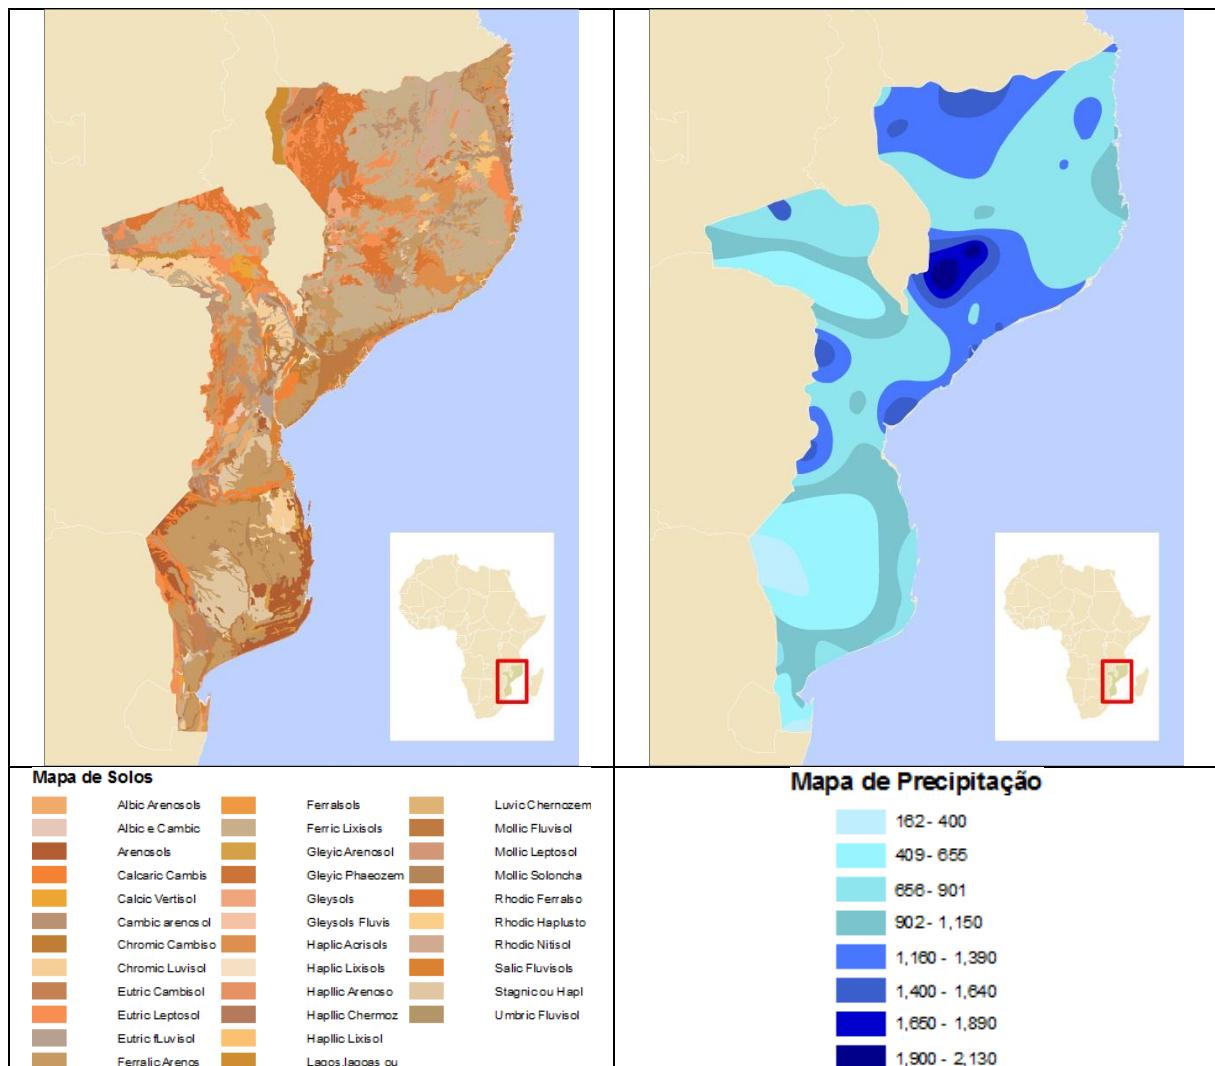 Mapa de Solos
Albic Arenosols
Albic e Cambic
Arenosols
Calcaric Cambis
Calcic Vertisol
Cambic arenosol
Chromic Cambiso
Chromic Luvisol
Eutric Cambisol
Eutric Leptosol
Eutric fLuvisol
Ferralic Arenos
Ferralsols
Ferric Lixisols
Gleyic Arenosol
Gleyic Phaeozem
Gleysols
Gleysols Fluvis
Haplic Acrisols
Haplic Lixisols
Hapllic Arenoso
Hapllic Chermoz
Hapllic Lixisol
Lagos,lagoas ou
Luvic Chernozem
Mollic Fluvisol
Mollic Leptosol
Mollic Soloncha
Rhodic Ferralso
Rhodic Haplusto
Rhodic Nitisol
Salic Fluvisols
Stagnic ou Hapl
Umbric Fluvisol
Mapa de Precipitação
162 - 400
409 - 655
656 - 901
902 - 1,150
1,160 - 1,390
1,400 - 1,640
1,650 - 1,890
1,900 - 2,130